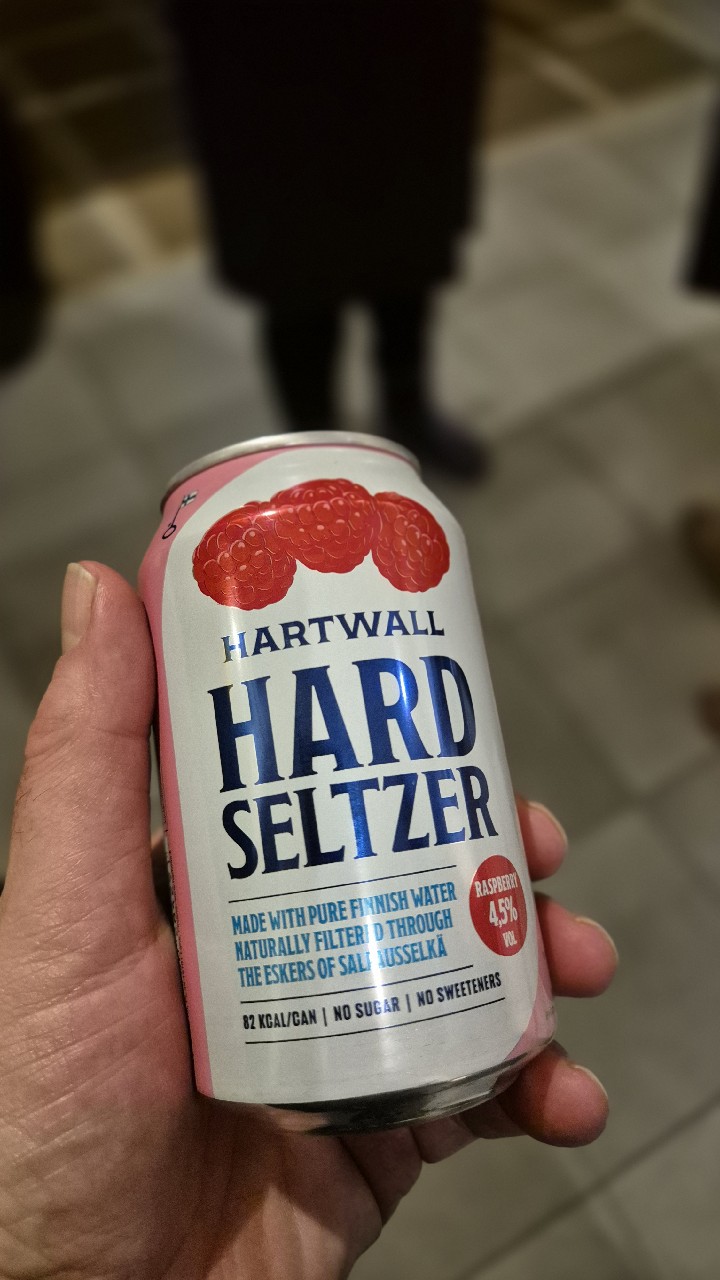 HARTWALL
HARD
SELTZER
MADE WITH PURE FINNISH WATER
NATURALLY FILTERED THROUGH
THE ESKERS OF SALPAUSSELKÄ
RASPBERRY
4,5%
VOL
82 KCAL/CAN | NO SUGAR | NO SWEETENERS